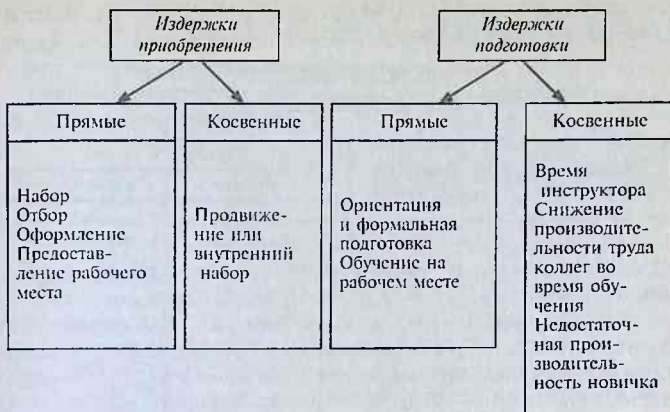 Издержки
приобретения
Издержки
подготовки
Прямые
Набор
Отбор
Оформление
Предостав-
ление рабочего
места
Косвенные
Продвиже-
ние или
внутренний
набор
Прямые
Ориентация
и формальная
подготовка
Обучение на
рабочем месте
Косвенные
Время
инструктора
Снижение
производитель-
ности труда
коллег во
время обу-
чения
Недостаточ-
ная прои-
зводитель-
ность новичка